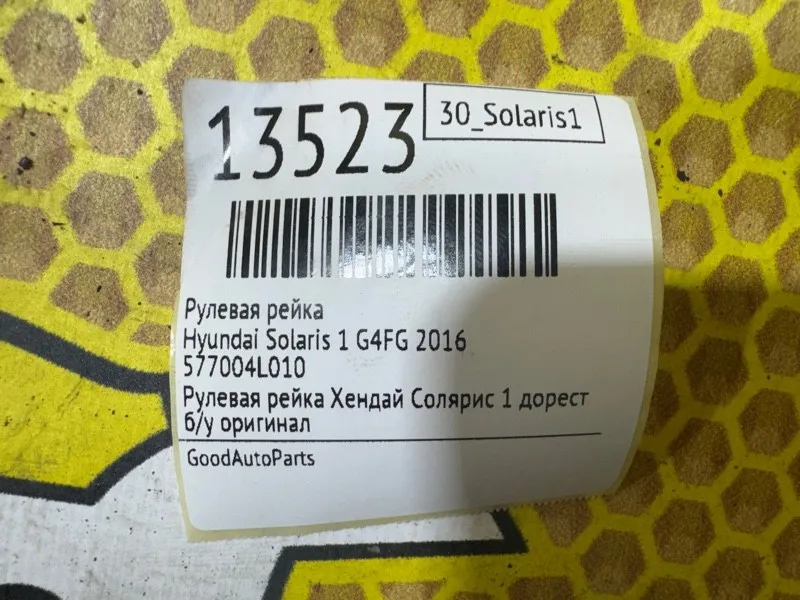 13523
30_Solaris1
Рулевая рейка
Hyundai Solaris 1 G4FG 2016
577004L010
Рулевая рейка Хендай Солярис 1 дорест
б/у оригинал
GoodAutoParts